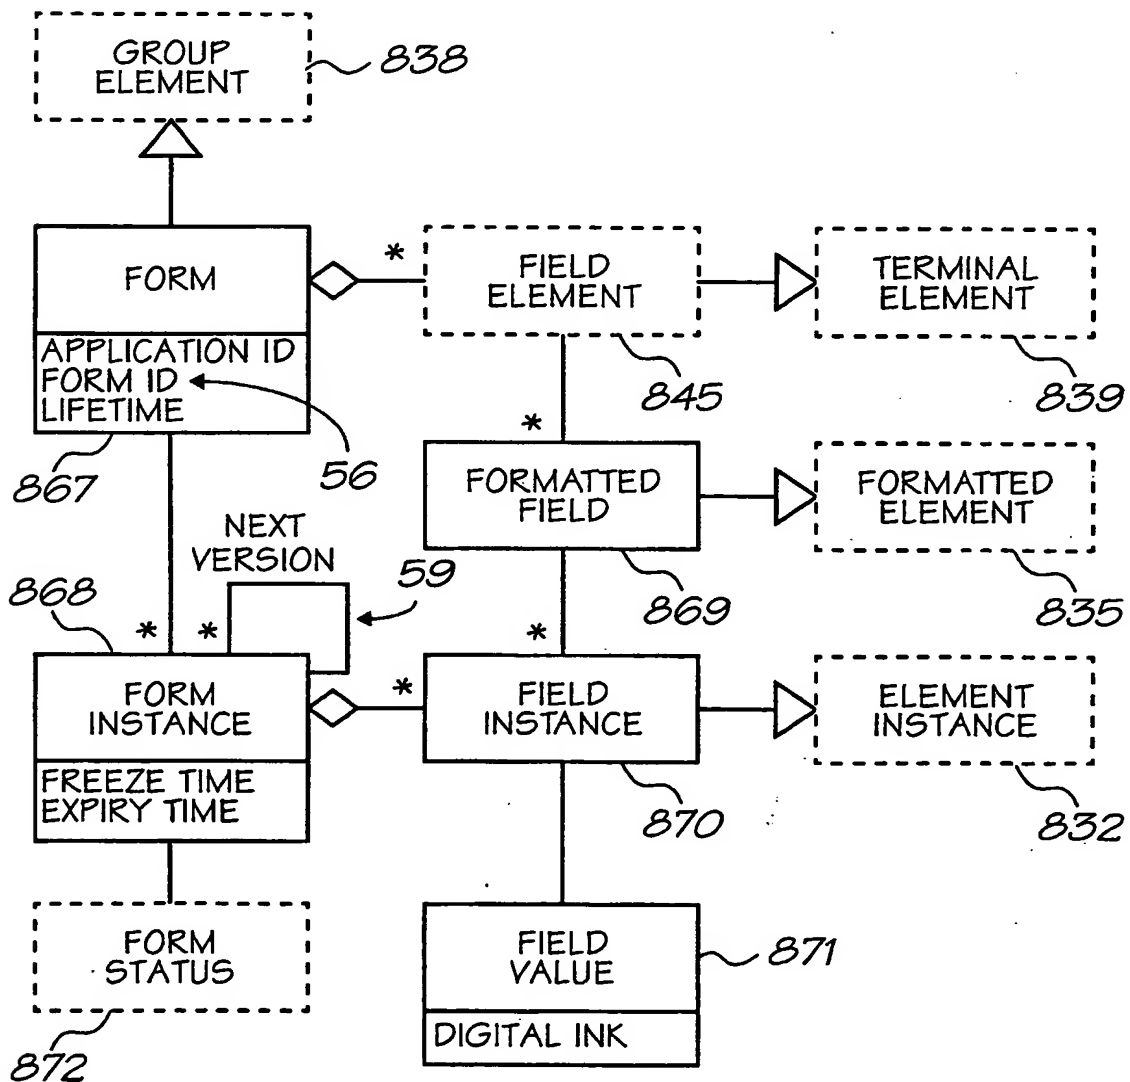 GROUP
ELEMENT
838
FORM
APPLICATION ID
FORM ID
LIFETIME
867
56
*
FIELD
ELEMENT
845
TERMINAL
ELEMENT
839
*
FORMATTED
FIELD
869
FORMATTED
ELEMENT
835
NEXT
VERSION
59
868
*
*
FORM
INSTANCE
FREEZE TIME
EXPIRY TIME
*
*
FIELD
INSTANCE
870
ELEMENT
INSTANCE
832
FORM
STATUS
872
FIELD
VALUE
DIGITAL INK
871